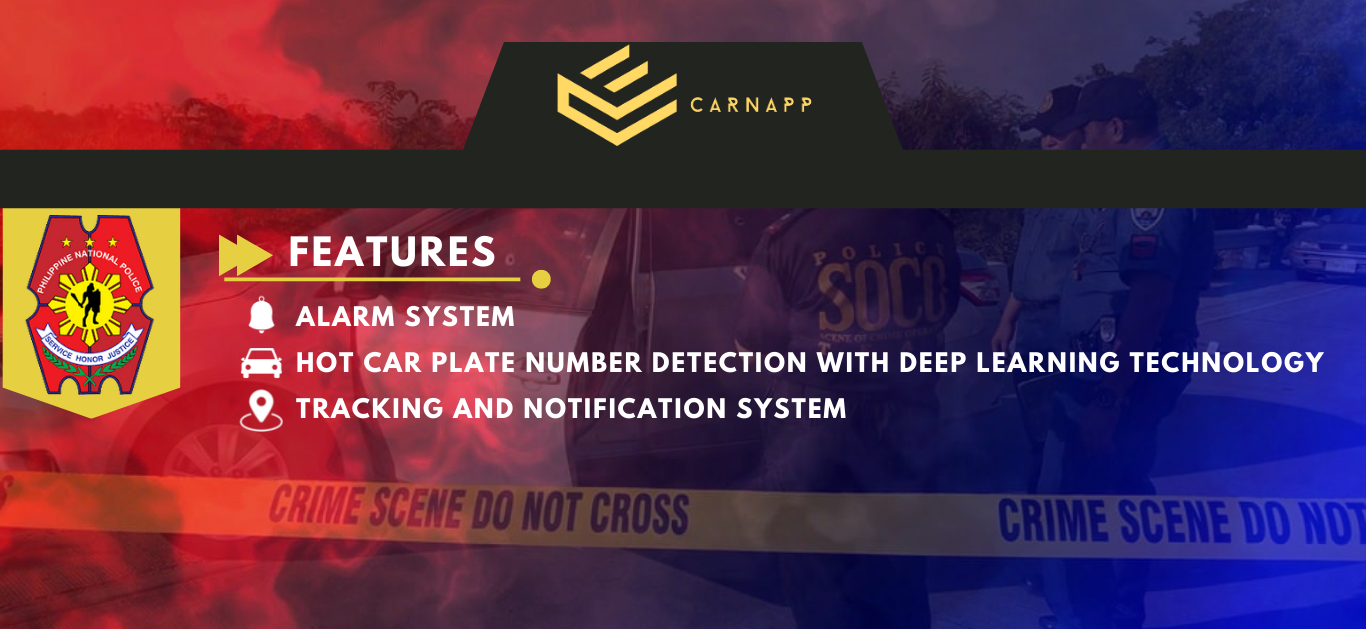 CARNAPP
PHILIPPINE NATIONAL POLICE
SERVICE HONOR JUSTICE
FEATURES
ALARM SYSTEM
HOT CAR PLATE NUMBER DETECTION WITH DEEP LEARNING TECHNOLOGY
TRACKING AND NOTIFICATION SYSTEM
POLICE
SOCO
CRIME SCENE DO NOT CROSS
CRIME SCENE DO NOT